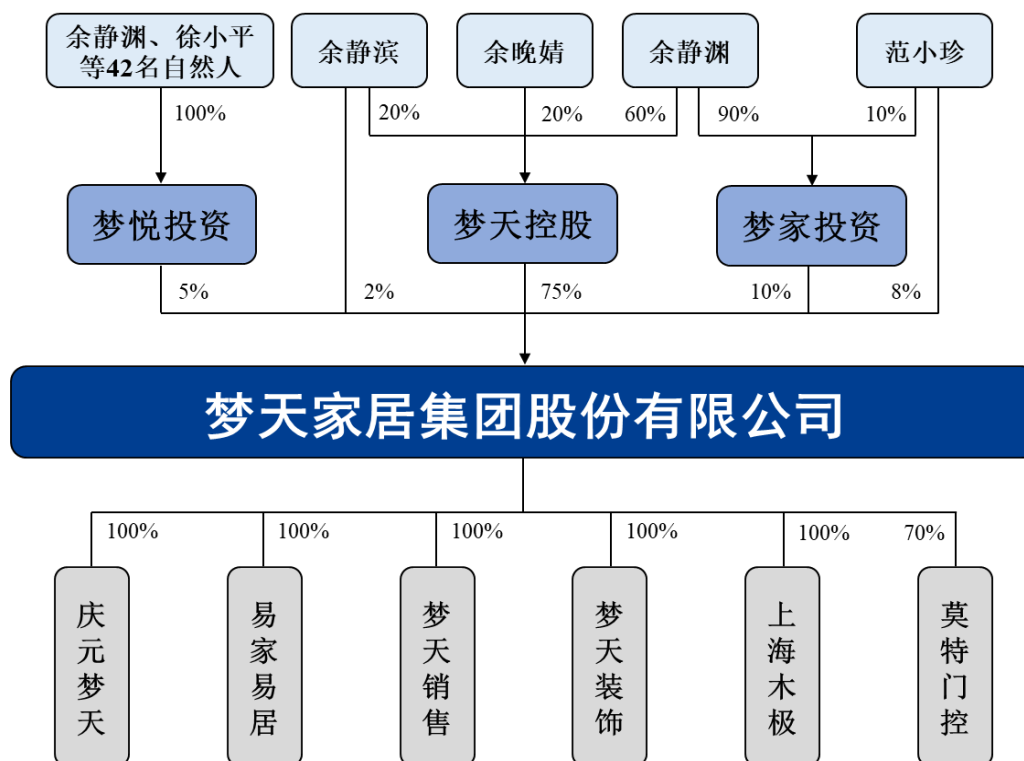 余静渊、徐小平
等42名自然人
余静滨
余晚婧
余静渊
范小珍
100%
20%
20%
60%
90%
10%
梦悦投资
梦天控股
梦家投资
5%
2%
75%
10%
8%
梦天家居集团股份有限公司
100%
100%
100%
100%
100%
70%
庆元梦天
易家易居
梦天销售
梦天装饰
上海木极
莫特门控